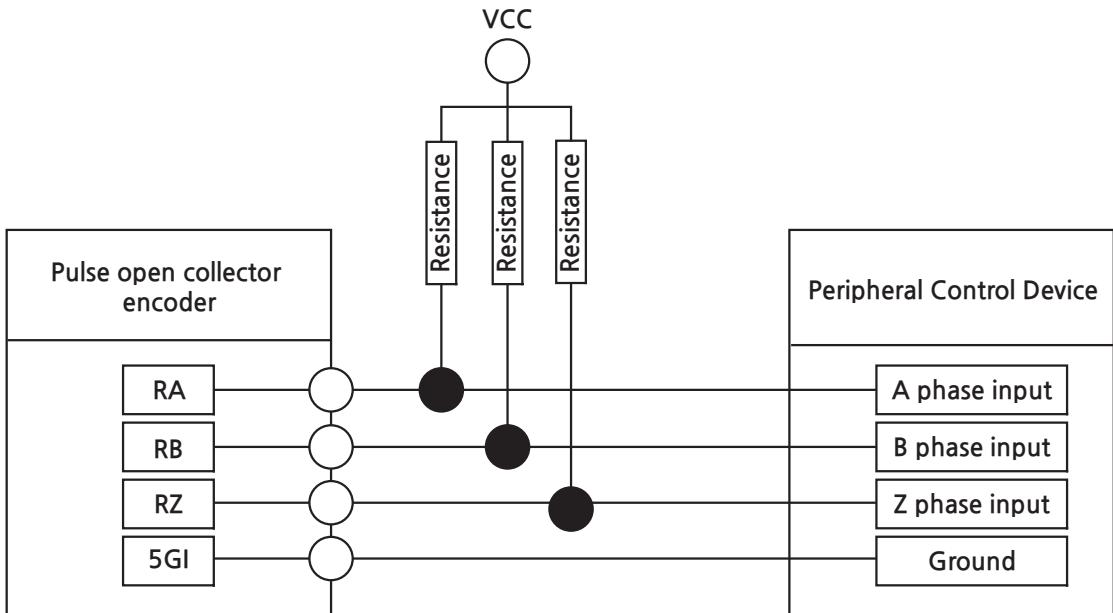 VCC
Resistance
Resistance
Resistance
Pulse open collector
encoder
Peripheral Control Device
RA
A phase input
RB
B phase input
RZ
Z phase input
5GI
Ground